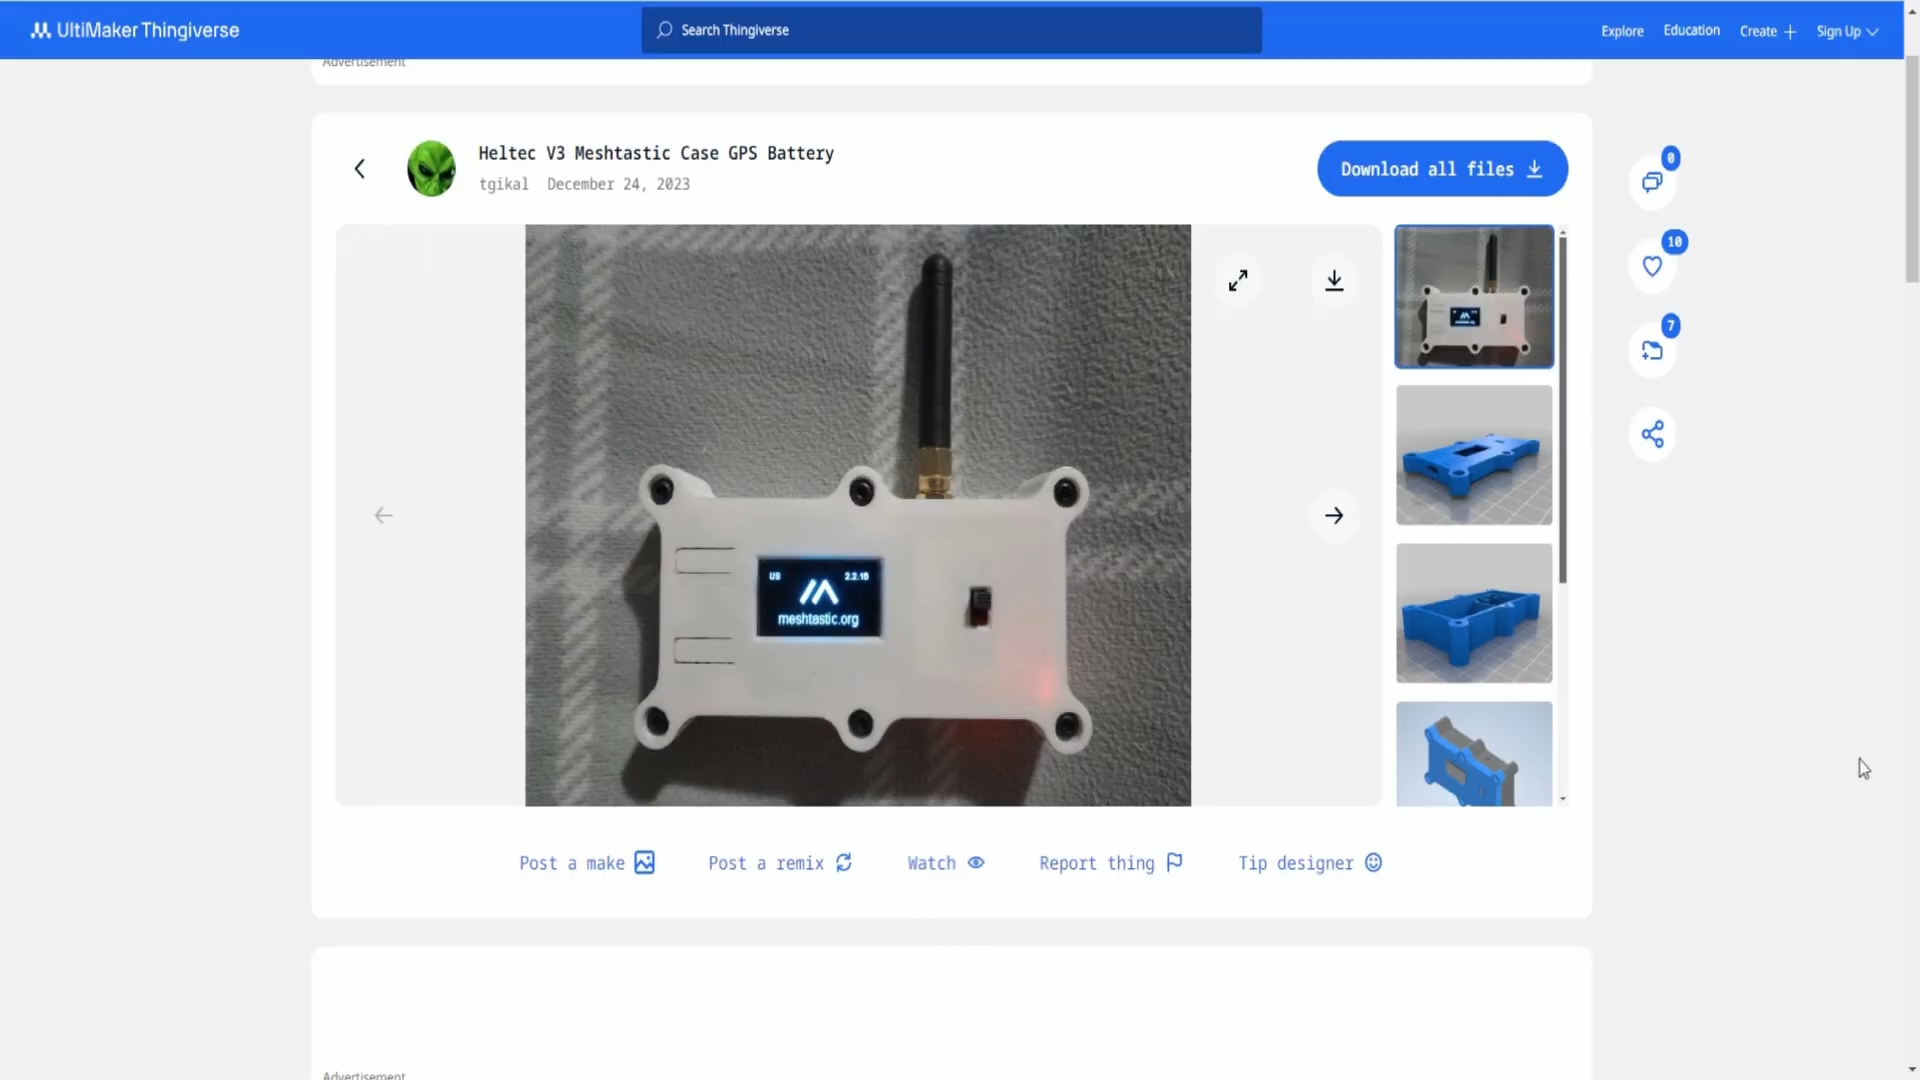 UltiMaker Thingiverse
Search Thingiverse
Explore
Education
Create
Sign Up
Advertisement
Heltec V3 Meshtastic Case GPS Battery
tgikal December 24, 2023
Download all files
0
10
7
US 2.2.16
meshtastic.org
Post a make
Post a remix
Watch
Report thing
Tip designer
Advertisement